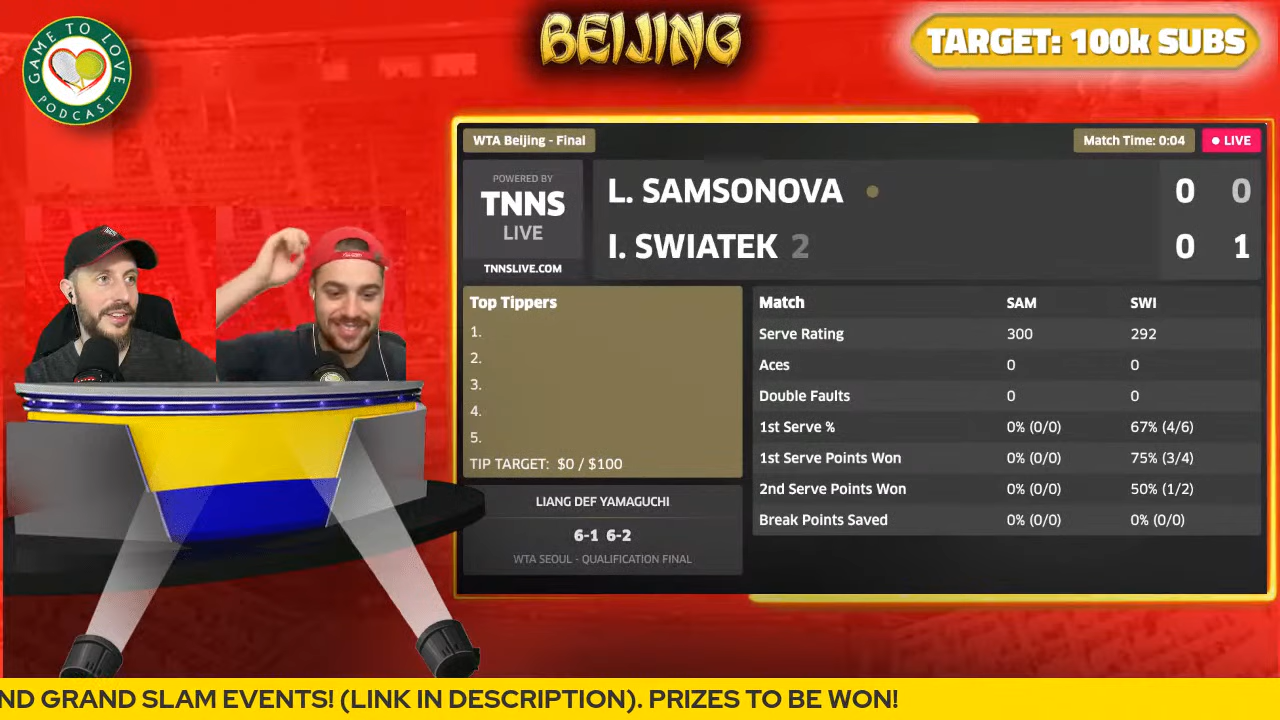 GAME TO LOVE
PODCAST
BEIJING
TARGET: 100k SUBS
WTA Beijing - Final
Match Time: 0:04
LIVE
POWERED BY
TNNS
LIVE
TNNSLIVE.COM
L. SAMSONOVA 0 0
I. SWIATEK 2 0 1
Top Tippers
1.
2.
3.
4.
5.
TIP TARGET: $0 / $100
LIANG DEF YAMAGUCHI
6-1 6-2
WTA SEOUL - QUALIFICATION FINAL
Match SAM SWI
Serve Rating 300 292
Aces 0 0
Double Faults 0 0
1st Serve % 0% (0/0) 67% (4/6)
1st Serve Points Won 0% (0/0) 75% (3/4)
2nd Serve Points Won 0% (0/0) 50% (1/2)
Break Points Saved 0% (0/0) 0% (0/0)
ND GRAND SLAM EVENTS! (LINK IN DESCRIPTION). PRIZES TO BE WON!